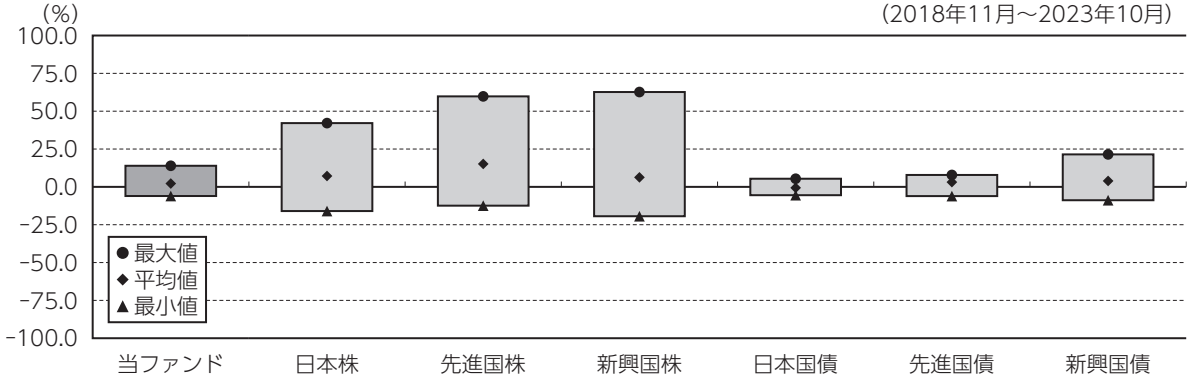 (%)
(2018年11月～2023年10月)
100.0
75.0
50.0
25.0
0.0
-25.0
-50.0
-75.0
-100.0
●最大値
◆平均値
▲最小値
当ファンド 日本株 先進国株 新興国株 日本国債 先進国債 新興国債